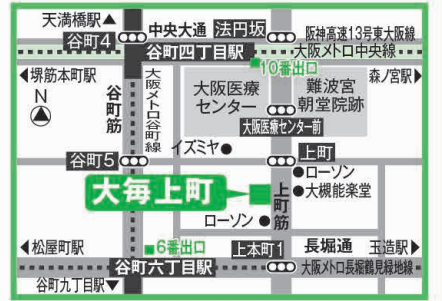 天満橋駅▲
谷町4
中央大通
法円坂
阪神高速13号東大阪線
谷町四丁目駅
大阪メトロ中央線
10番出口
◀堺筋本町駅
森ノ宮駅▶
N
谷町筋
大阪メトロ谷町線
大阪医療
センター
難波宮
朝堂院跡
大阪医療センター前
イズミヤ●
谷町5
上町
●ローソン
●大槻能楽堂
大毎上町
上町筋
ローソン●
◀松屋町駅
■6番出口
上本町1
長堀通
玉造駅▶
谷町六丁目駅
大阪メトロ長堀鶴見緑地線
谷町九丁目駅▼